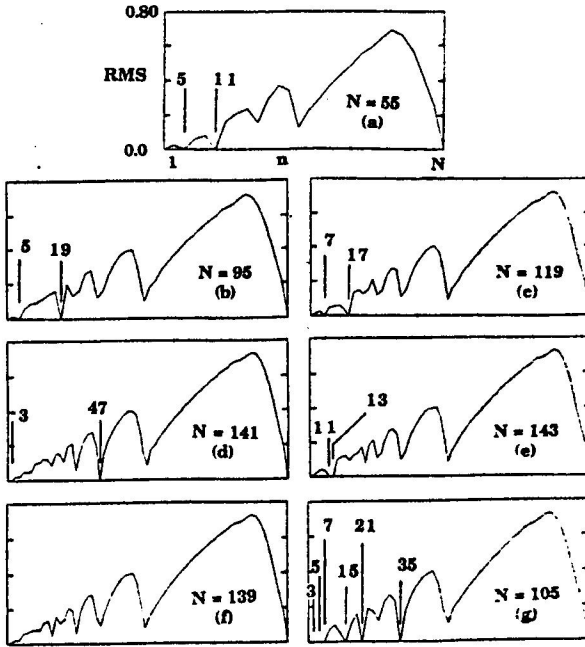 0.80
RMS
5 11
N = 55
(a)
0.0
1 n N
5 19
N = 95
(b)
7 17
N = 119
(c)
3 47
N = 141
(d)
11 13
N = 143
(e)
N = 139
(f)
3 5 7 15 21 35
N = 105
(g)